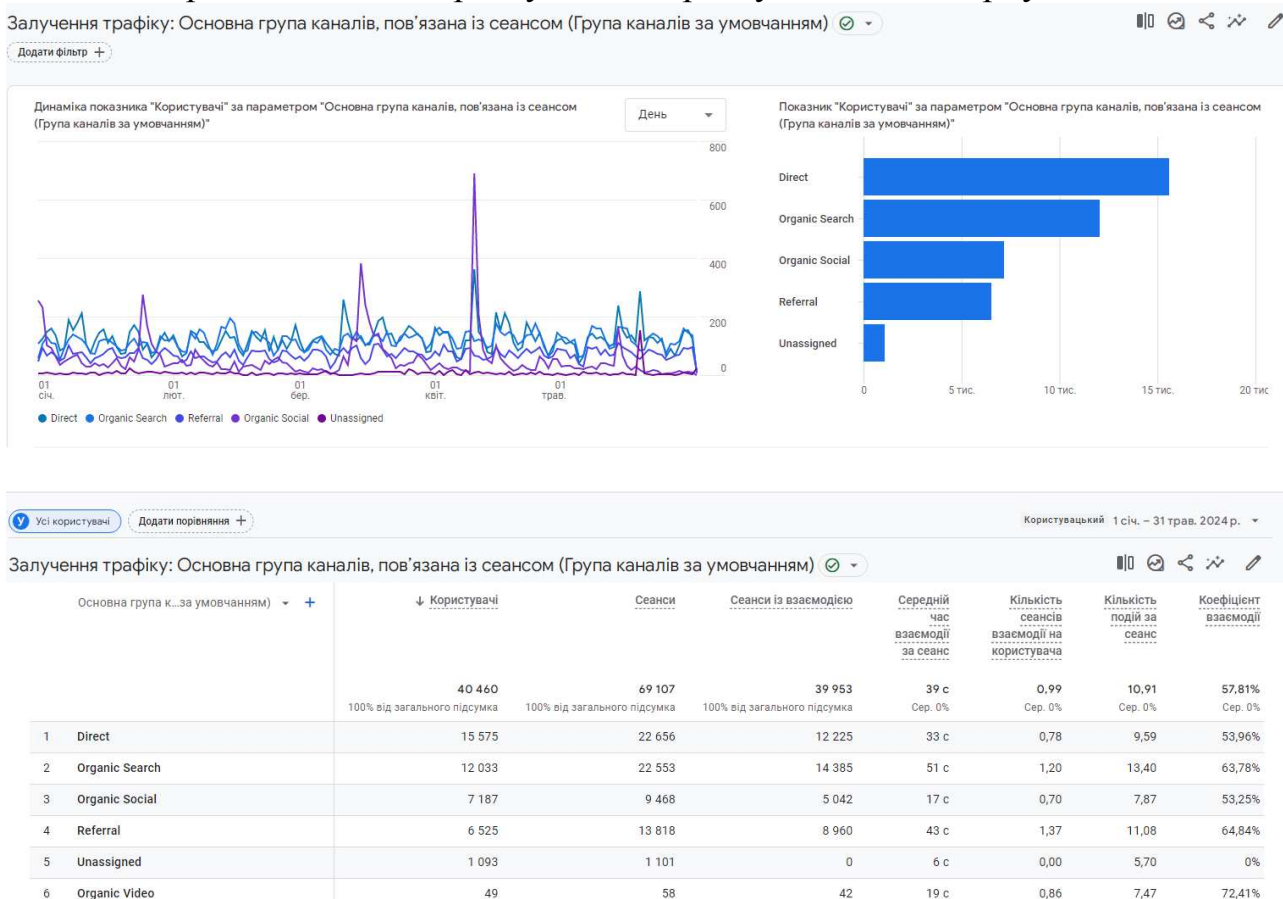 Залучення трафіку: Основна група каналів, пов'язана із сеансом (Група каналів за умовчанням)
Додати фільтр +
Динаміка показника "Користувачі" за параметром "Основна група каналів, пов'язана із сеансом
(Група каналів за умовчанням)"
День
800
600
400
200
0
01 січ.
01 лют.
01 бер.
01 квіт.
01 трав.
Direct Organic Search Referral Organic Social Unassigned
Показник "Користувачі" за параметром "Основна група каналів, пов'язана із сеансом
(Група каналів за умовчанням)"
Direct
Organic Search
Organic Social
Referral
Unassigned
0 5 тис. 10 тис. 15 тис. 20 тис
У Усі користувачі Додати порівняння + Користувацький 1 січ. – 31 трав. 2024 р.
Залучення трафіку: Основна група каналів, пов'язана із сеансом (Група каналів за умовчанням)
Основна група к...за умовчанням) + ↓ Користувачі Сеанси Сеанси із взаємодією Середній час взаємодії за сеанс Кількість сеансів взаємодії на користувача Кількість подій за сеанс Коефіцієнт взаємодії
40 460 69 107 39 953 39 с 0,99 10,91 57,81%
100% від загального підсумка 100% від загального підсумка 100% від загального підсумка Сер. 0% Сер. 0% Сер. 0% Сер. 0%
1 Direct 15 575 22 656 12 225 33 с 0,78 9,59 53,96%
2 Organic Search 12 033 22 553 14 385 51 с 1,20 13,40 63,78%
3 Organic Social 7 187 9 468 5 042 17 с 0,70 7,87 53,25%
4 Referral 6 525 13 818 8 960 43 с 1,37 11,08 64,84%
5 Unassigned 1 093 1 101 0 6 с 0,00 5,70 0%
6 Organic Video 49 58 42 19 с 0,86 7,47 72,41%